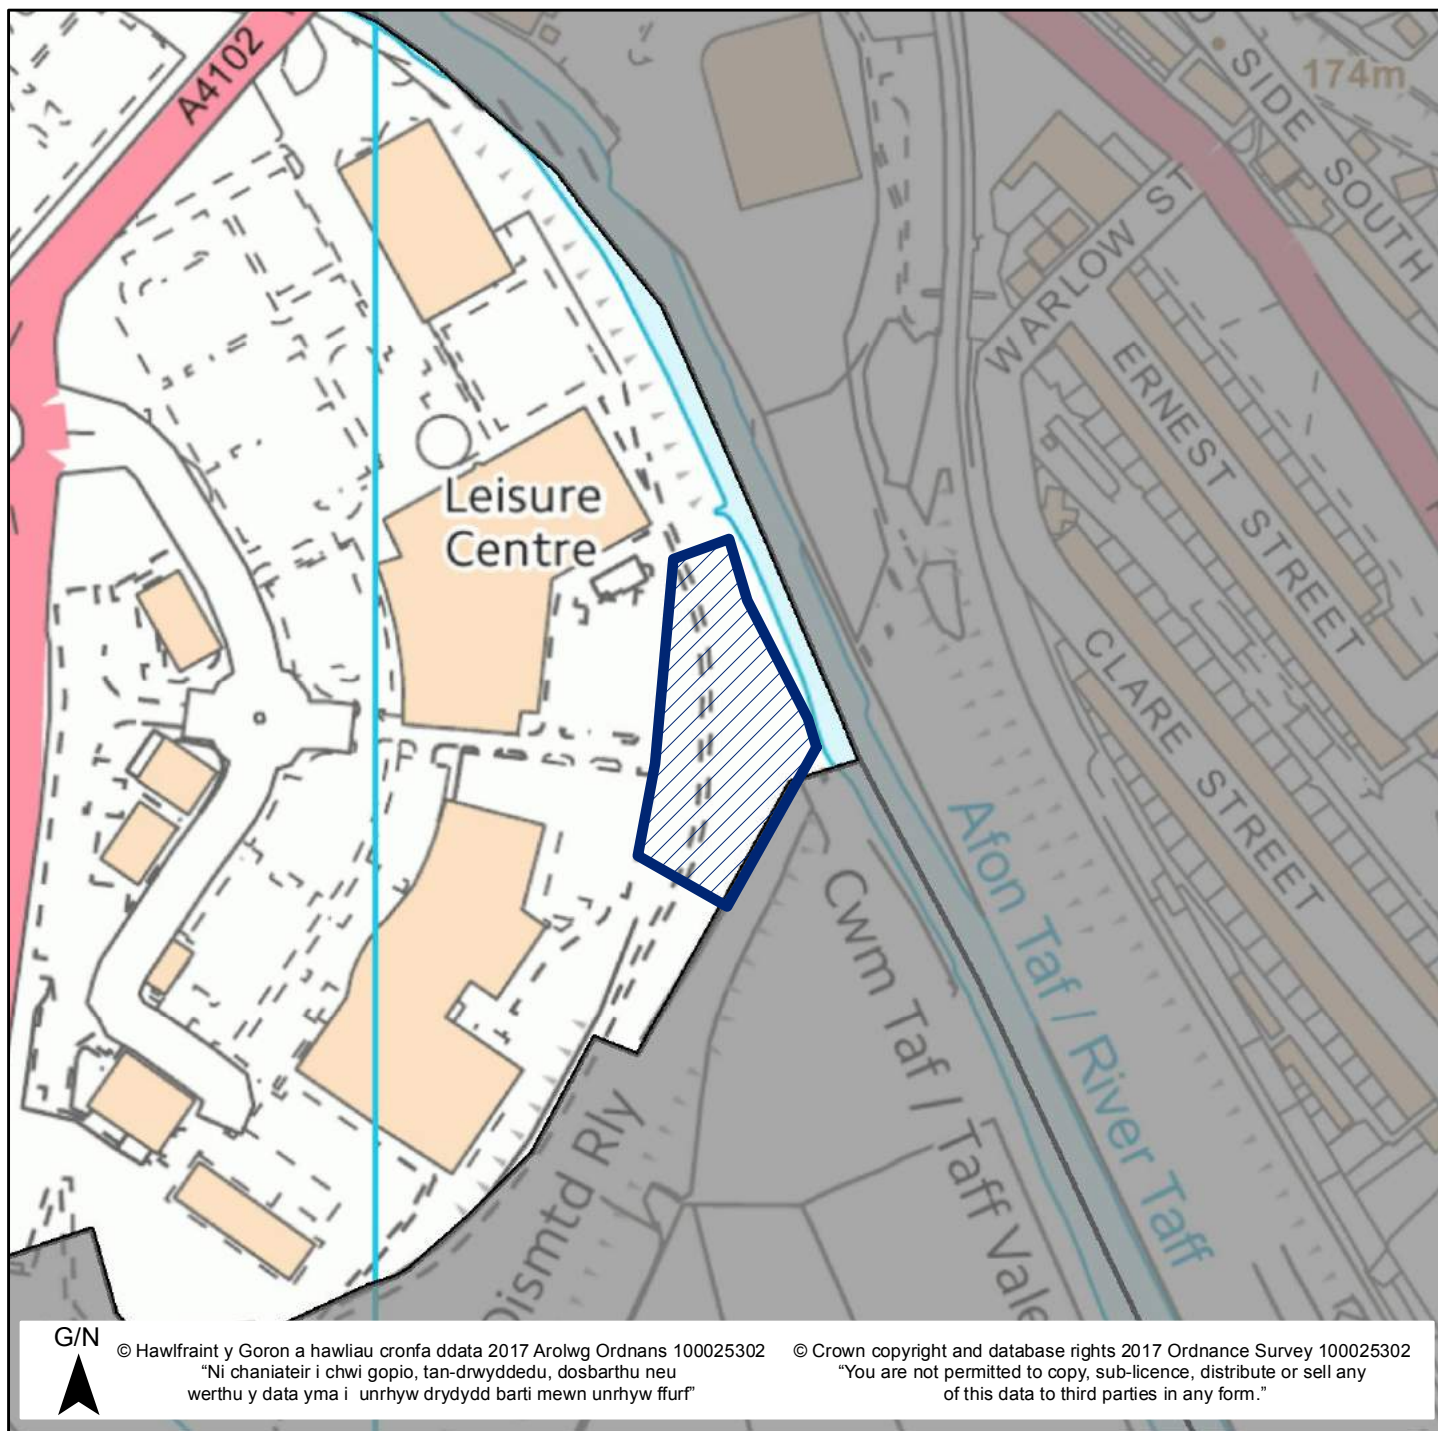 A4102
SIDE SOUTH
174m
WARLOW ST
ERNEST STREET
Leisure
Centre
CLARE STREET
P
Afon Taf / River Taff
Cwm Taf / Taff Vale
Dismtd Rly
G/N
© Hawlfraint y Goron a hawliau cronfa ddata 2017 Arolwg Ordnans 100025302
“Ni chaniateir i chwi gopio, tan-drwyddedu, dosbarthu neu
werthu y data yma i unrhyw drydydd barti mewn unrhyw ffurf”
© Crown copyright and database rights 2017 Ordnance Survey 100025302
“You are not permitted to copy, sub-licence, distribute or sell any
of this data to third parties in any form.”